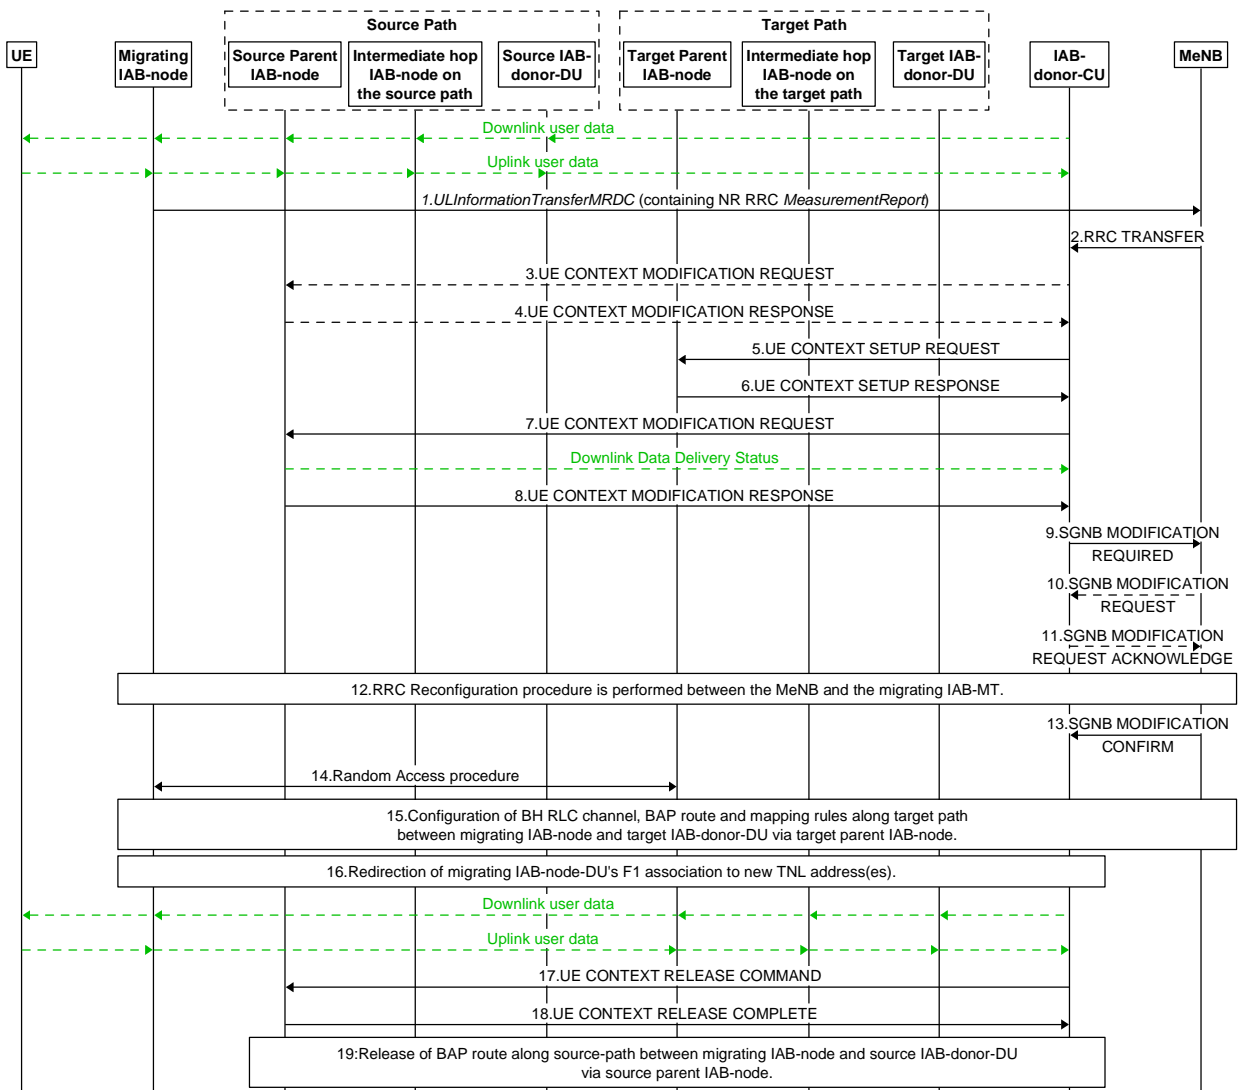 Source Path
Target Path
UE
Migrating
IAB-node
Source Parent
IAB-node
Intermediate hop
IAB-node on
the source path
Source IAB-
donor-DU
Target Parent
IAB-node
Intermediate hop
IAB-node on
the target path
Target IAB-
donor-DU
IAB-
donor-CU
MeNB
Downlink user data
Uplink user data
1.ULInformationTransferMRDC (containing NR RRC MeasurementReport)
2.RRC TRANSFER
3.UE CONTEXT MODIFICATION REQUEST
4.UE CONTEXT MODIFICATION RESPONSE
5.UE CONTEXT SETUP REQUEST
6.UE CONTEXT SETUP RESPONSE
7.UE CONTEXT MODIFICATION REQUEST
Downlink Data Delivery Status
8.UE CONTEXT MODIFICATION RESPONSE
9.SGNB MODIFICATION
REQUIRED
10.SGNB MODIFICATION
REQUEST
11.SGNB MODIFICATION
REQUEST ACKNOWLEDGE
12.RRC Reconfiguration procedure is performed between the MeNB and the migrating IAB-MT.
13.SGNB MODIFICATION
CONFIRM
14.Random Access procedure
15.Configuration of BH RLC channel, BAP route and mapping rules along target path
between migrating IAB-node and target IAB-donor-DU via target parent IAB-node.
16.Redirection of migrating IAB-node-DU's F1 association to new TNL address(es).
Downlink user data
Uplink user data
17.UE CONTEXT RELEASE COMMAND
18.UE CONTEXT RELEASE COMPLETE
19:Release of BAP route along source-path between migrating IAB-node and source IAB-donor-DU
via source parent IAB-node.